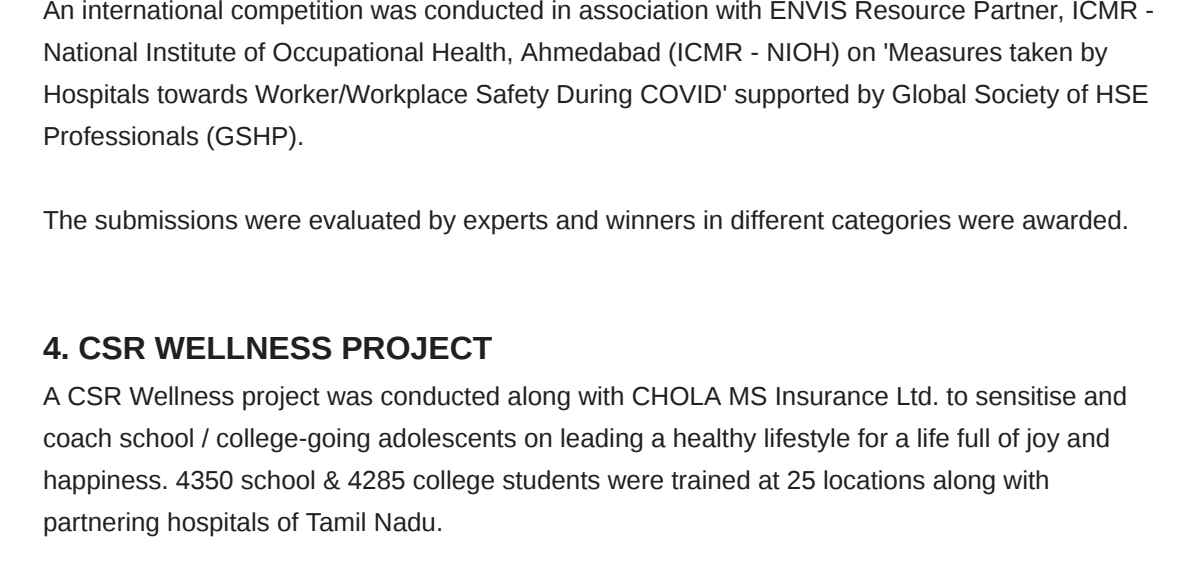 An international competition was conducted in association with ENVIS Resource Partner, ICMR -
National Institute of Occupational Health, Ahmedabad (ICMR - NIOH) on 'Measures taken by
Hospitals towards Worker/Workplace Safety During COVID' supported by Global Society of HSE
Professionals (GSHP).
The submissions were evaluated by experts and winners in different categories were awarded.
4. CSR WELLNESS PROJECT
A CSR Wellness project was conducted along with CHOLA MS Insurance Ltd. to sensitise and
coach school / college-going adolescents on leading a healthy lifestyle for a life full of joy and
happiness. 4350 school & 4285 college students were trained at 25 locations along with
partnering hospitals of Tamil Nadu.